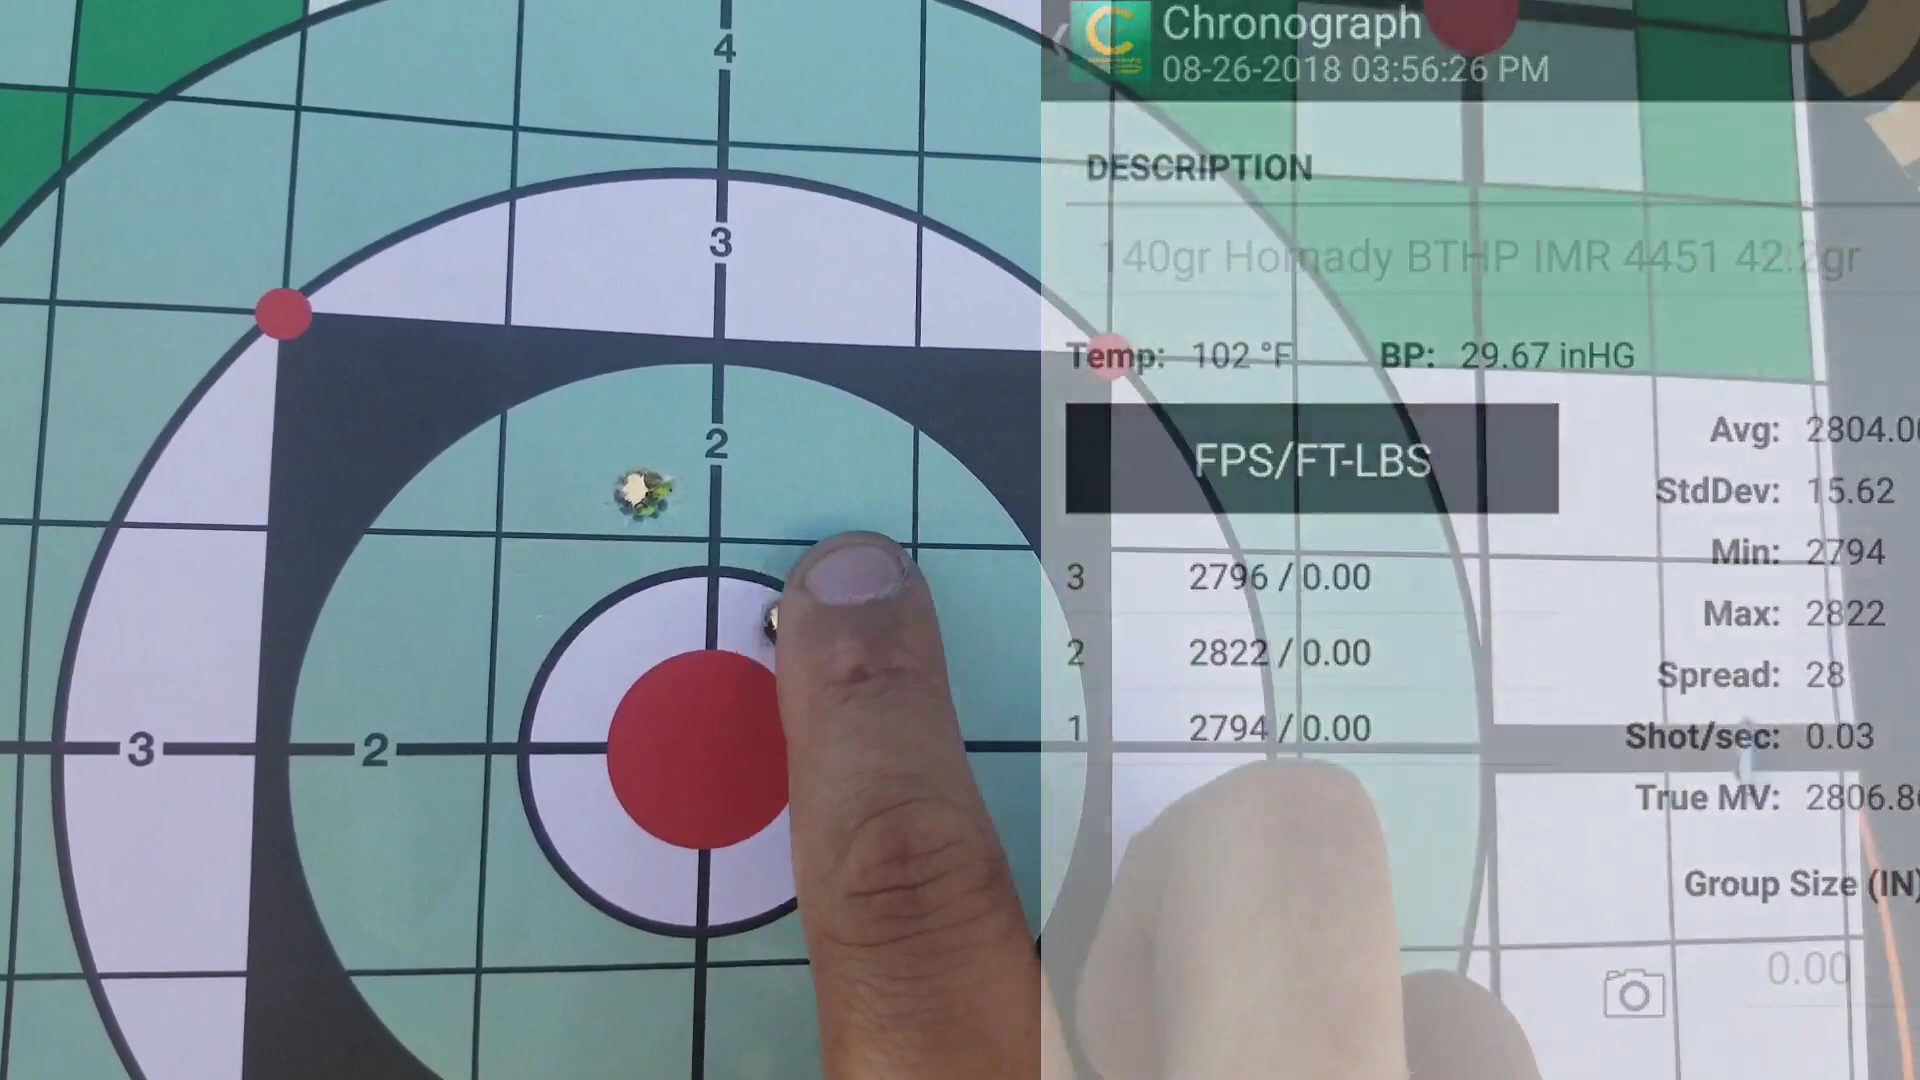 4
3
2
3
2
Chronograph
08-26-2018 03:56:26 PM
DESCRIPTION
140gr Hornady BTHP IMR 4451 42.2gr
Temp: 102 °F BP: 29.67 inHG
FPS/FT-LBS
3 2796 / 0.00
2 2822 / 0.00
1 2794 / 0.00
Avg: 2804.0
StdDev: 15.62
Min: 2794
Max: 2822
Spread: 28
Shot/sec: 0.03
True MV: 2806.8
Group Size (IN)
0.00